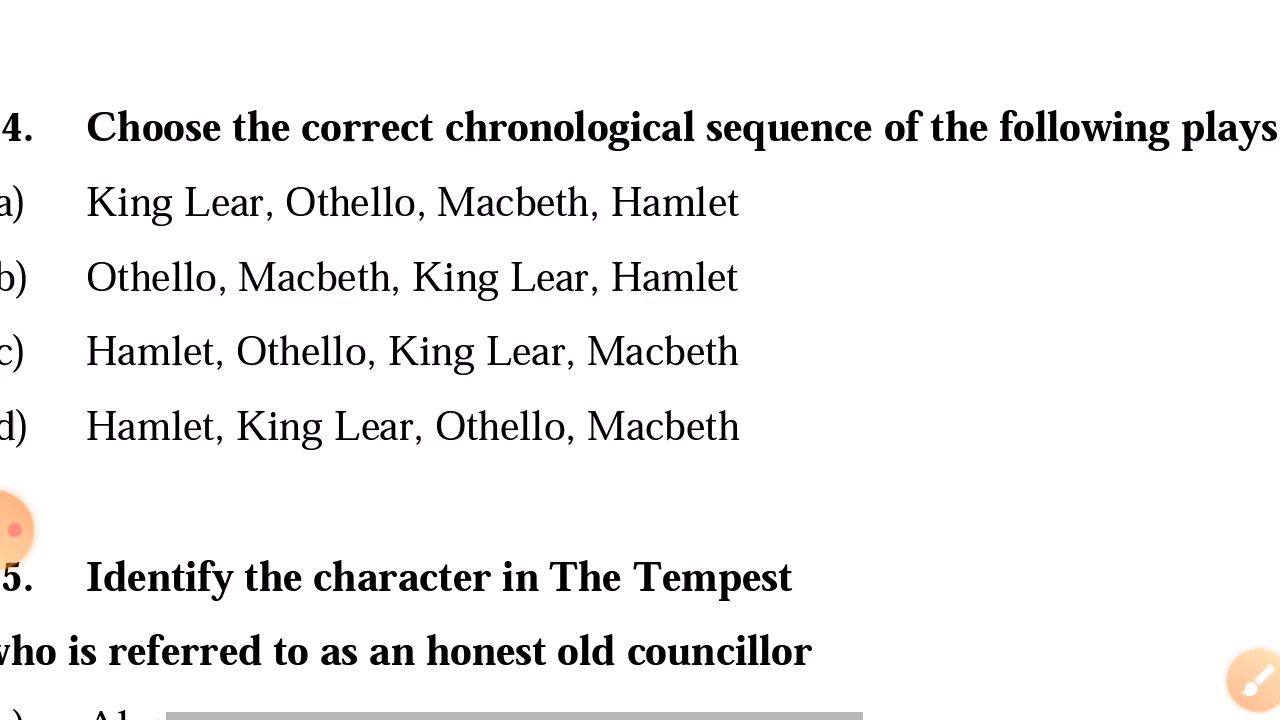 4. Choose the correct chronological sequence of the following plays
a) King Lear, Othello, Macbeth, Hamlet
b) Othello, Macbeth, King Lear, Hamlet
c) Hamlet, Othello, King Lear, Macbeth
d) Hamlet, King Lear, Othello, Macbeth
5. Identify the character in The Tempest
who is referred to as an honest old councillor